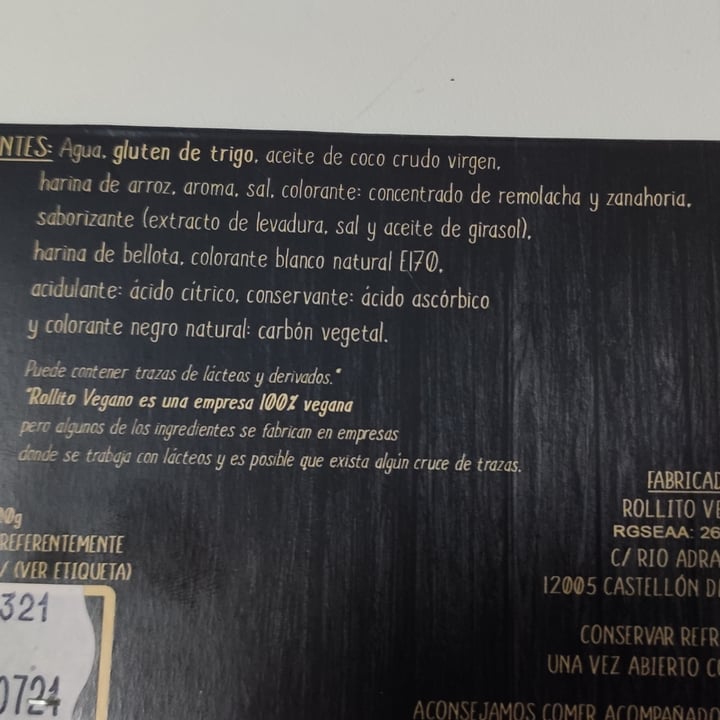 NTES: Agua, gluten de trigo, aceite de coco crudo virgen,
harina de arroz, aroma, sal, colorante: concentrado de remolacha y zanahoria,
saborizante (extracto de levadura, sal y aceite de girasol),
harina de bellota, colorante blanco natural E170,
acidulante: ácido cítrico, conservante: ácido ascórbico
y colorante negro natural: carbón vegetal.
Puede contener trazas de lácteos y derivados.*
*Rollito Vegano es una empresa 100% vegana
pero algunos de los ingredientes se fabrican en empresas
donde se trabaja con lácteos y es posible que exista algún cruce de trazas.
00g
REFERENTEMENTE
/ (VER ETIQUETA)
321
0724
FABRICAD
ROLLITO VE
RGSEAA: 26
C/ RIO ADRA
12005 CASTELLÓN DE
CONSERVAR REFR
UNA VEZ ABIERTO CO
ACONSEJAMOS COMER ACOMPAÑADO